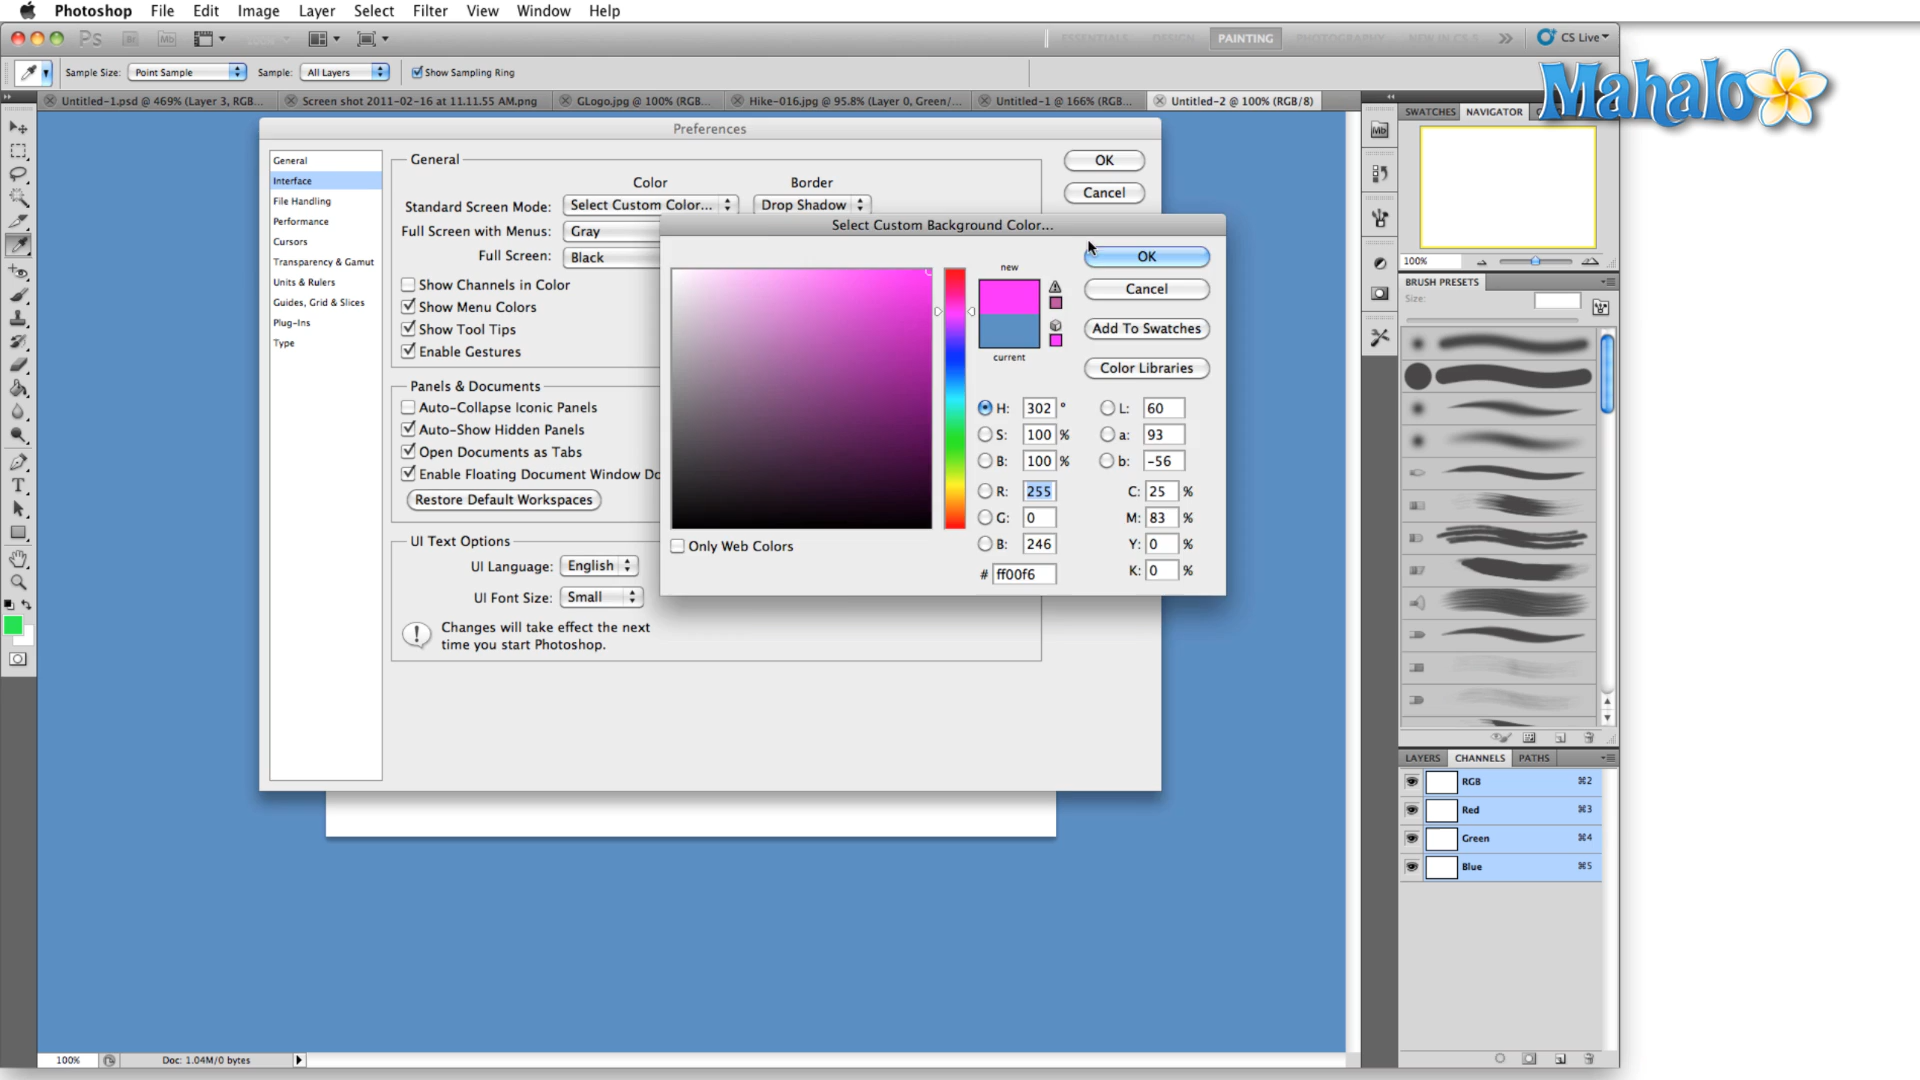 Photoshop File Edit Image Layer Select Filter View Window Help
Ps Br Mb ESSENTIALS DESIGN PAINTING PHOTOGRAPHY NEW IN CS 5 CS Live
Sample Size: Point Sample Sample: All Layers Show Sampling Ring
Mahalo
Untitled-1.psd @ 469% (Layer 3, RGB... Screen shot 2011-02-16 at 11.11.55 AM.png GLogo.jpg @ 100% (RGB... Hike-016.jpg @ 95.8% (Layer 0, Green/... Untitled-1 @ 166% (RGB... Untitled-2 @ 100% (RGB/8)
SWATCHES NAVIGATOR
Mb
100%
BRUSH PRESETS
Size:
Preferences
General
Interface
File Handling
Performance
Cursors
Transparency & Gamut
Units & Rulers
Guides, Grid & Slices
Plug-Ins
Type
General
Color Border
Standard Screen Mode: Select Custom Color... Drop Shadow
Full Screen with Menus: Gray
Full Screen: Black
Show Channels in Color
Show Menu Colors
Show Tool Tips
Enable Gestures
OK
Cancel
Panels & Documents
Auto-Collapse Iconic Panels
Auto-Show Hidden Panels
Open Documents as Tabs
Enable Floating Document Window Do
Restore Default Workspaces
UI Text Options
UI Language: English
UI Font Size: Small
Changes will take effect the next
time you start Photoshop.
Select Custom Background Color...
new
current
OK
Cancel
Add To Swatches
Color Libraries
H: 302 ° L: 60
S: 100 % a: 93
B: 100 % b: -56
R: 255 C: 25 %
G: 0 M: 83 %
B: 246 Y: 0 %
# ff00f6 K: 0 %
Only Web Colors
LAYERS CHANNELS PATHS
RGB ⌘2
Red ⌘3
Green ⌘4
Blue ⌘5
100% Doc: 1.04M/0 bytes